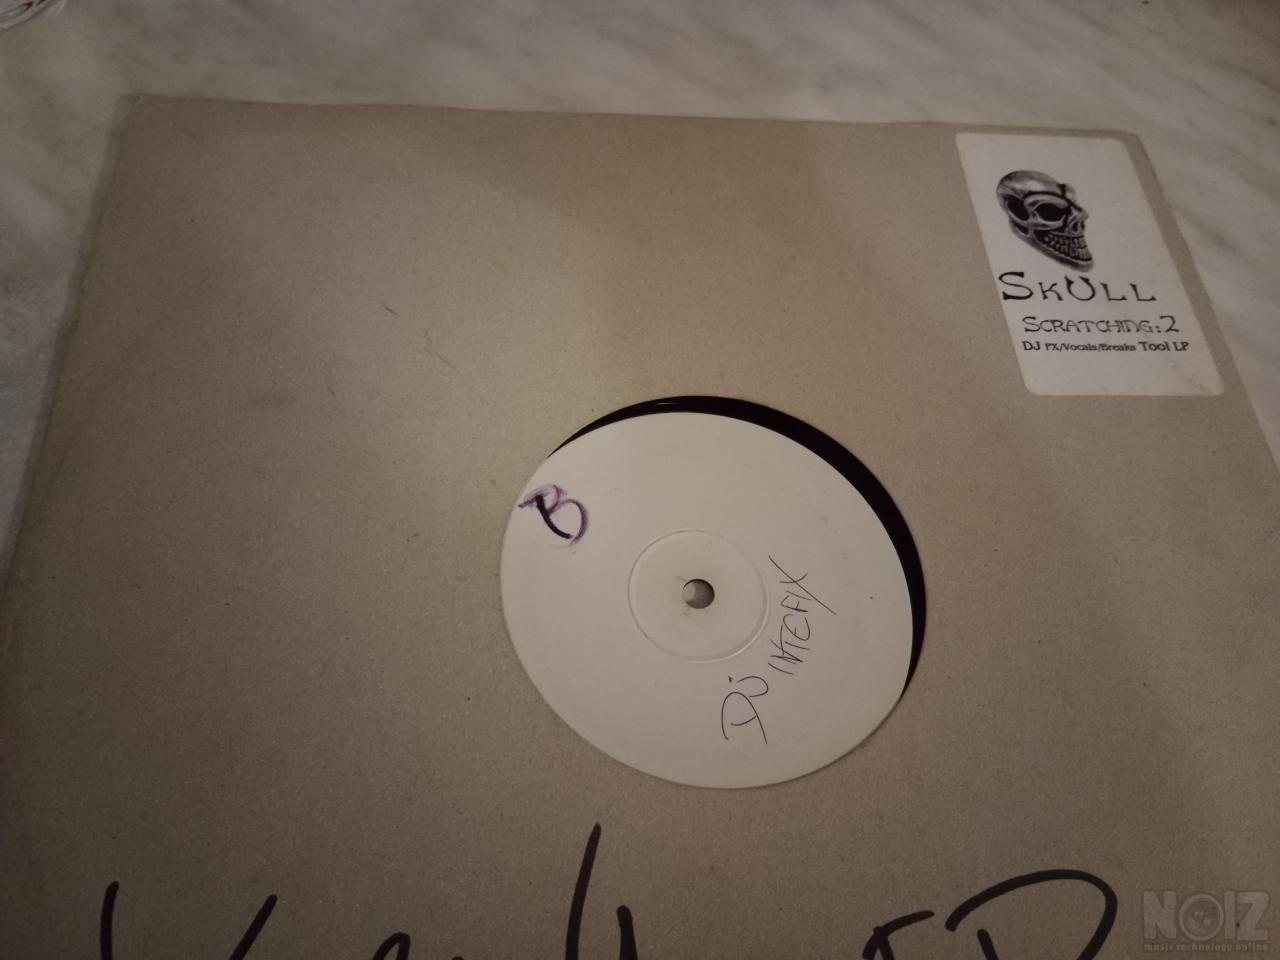 SkUll
Scratching:2
DJ FX/Vocals/Breaks Tool LP
B
DJ INTEFIX
NOIZ
music technology online